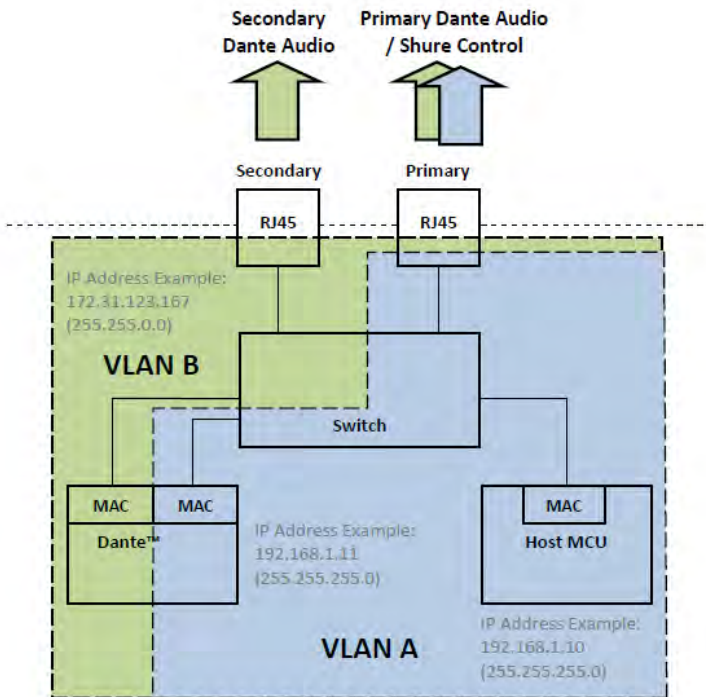 Secondary
Dante Audio
Primary Dante Audio
/ Shure Control
Secondary
Primary
RJ45
RJ45
IP Address Example:
172.31.123.167
(255.255.0.0)
VLAN B
Switch
MAC
MAC
Dante™
MAC
Host MCU
IP Address Example:
192.168.1.11
(255.255.255.0)
VLAN A
IP Address Example:
192.168.1.10
(255.255.255.0)